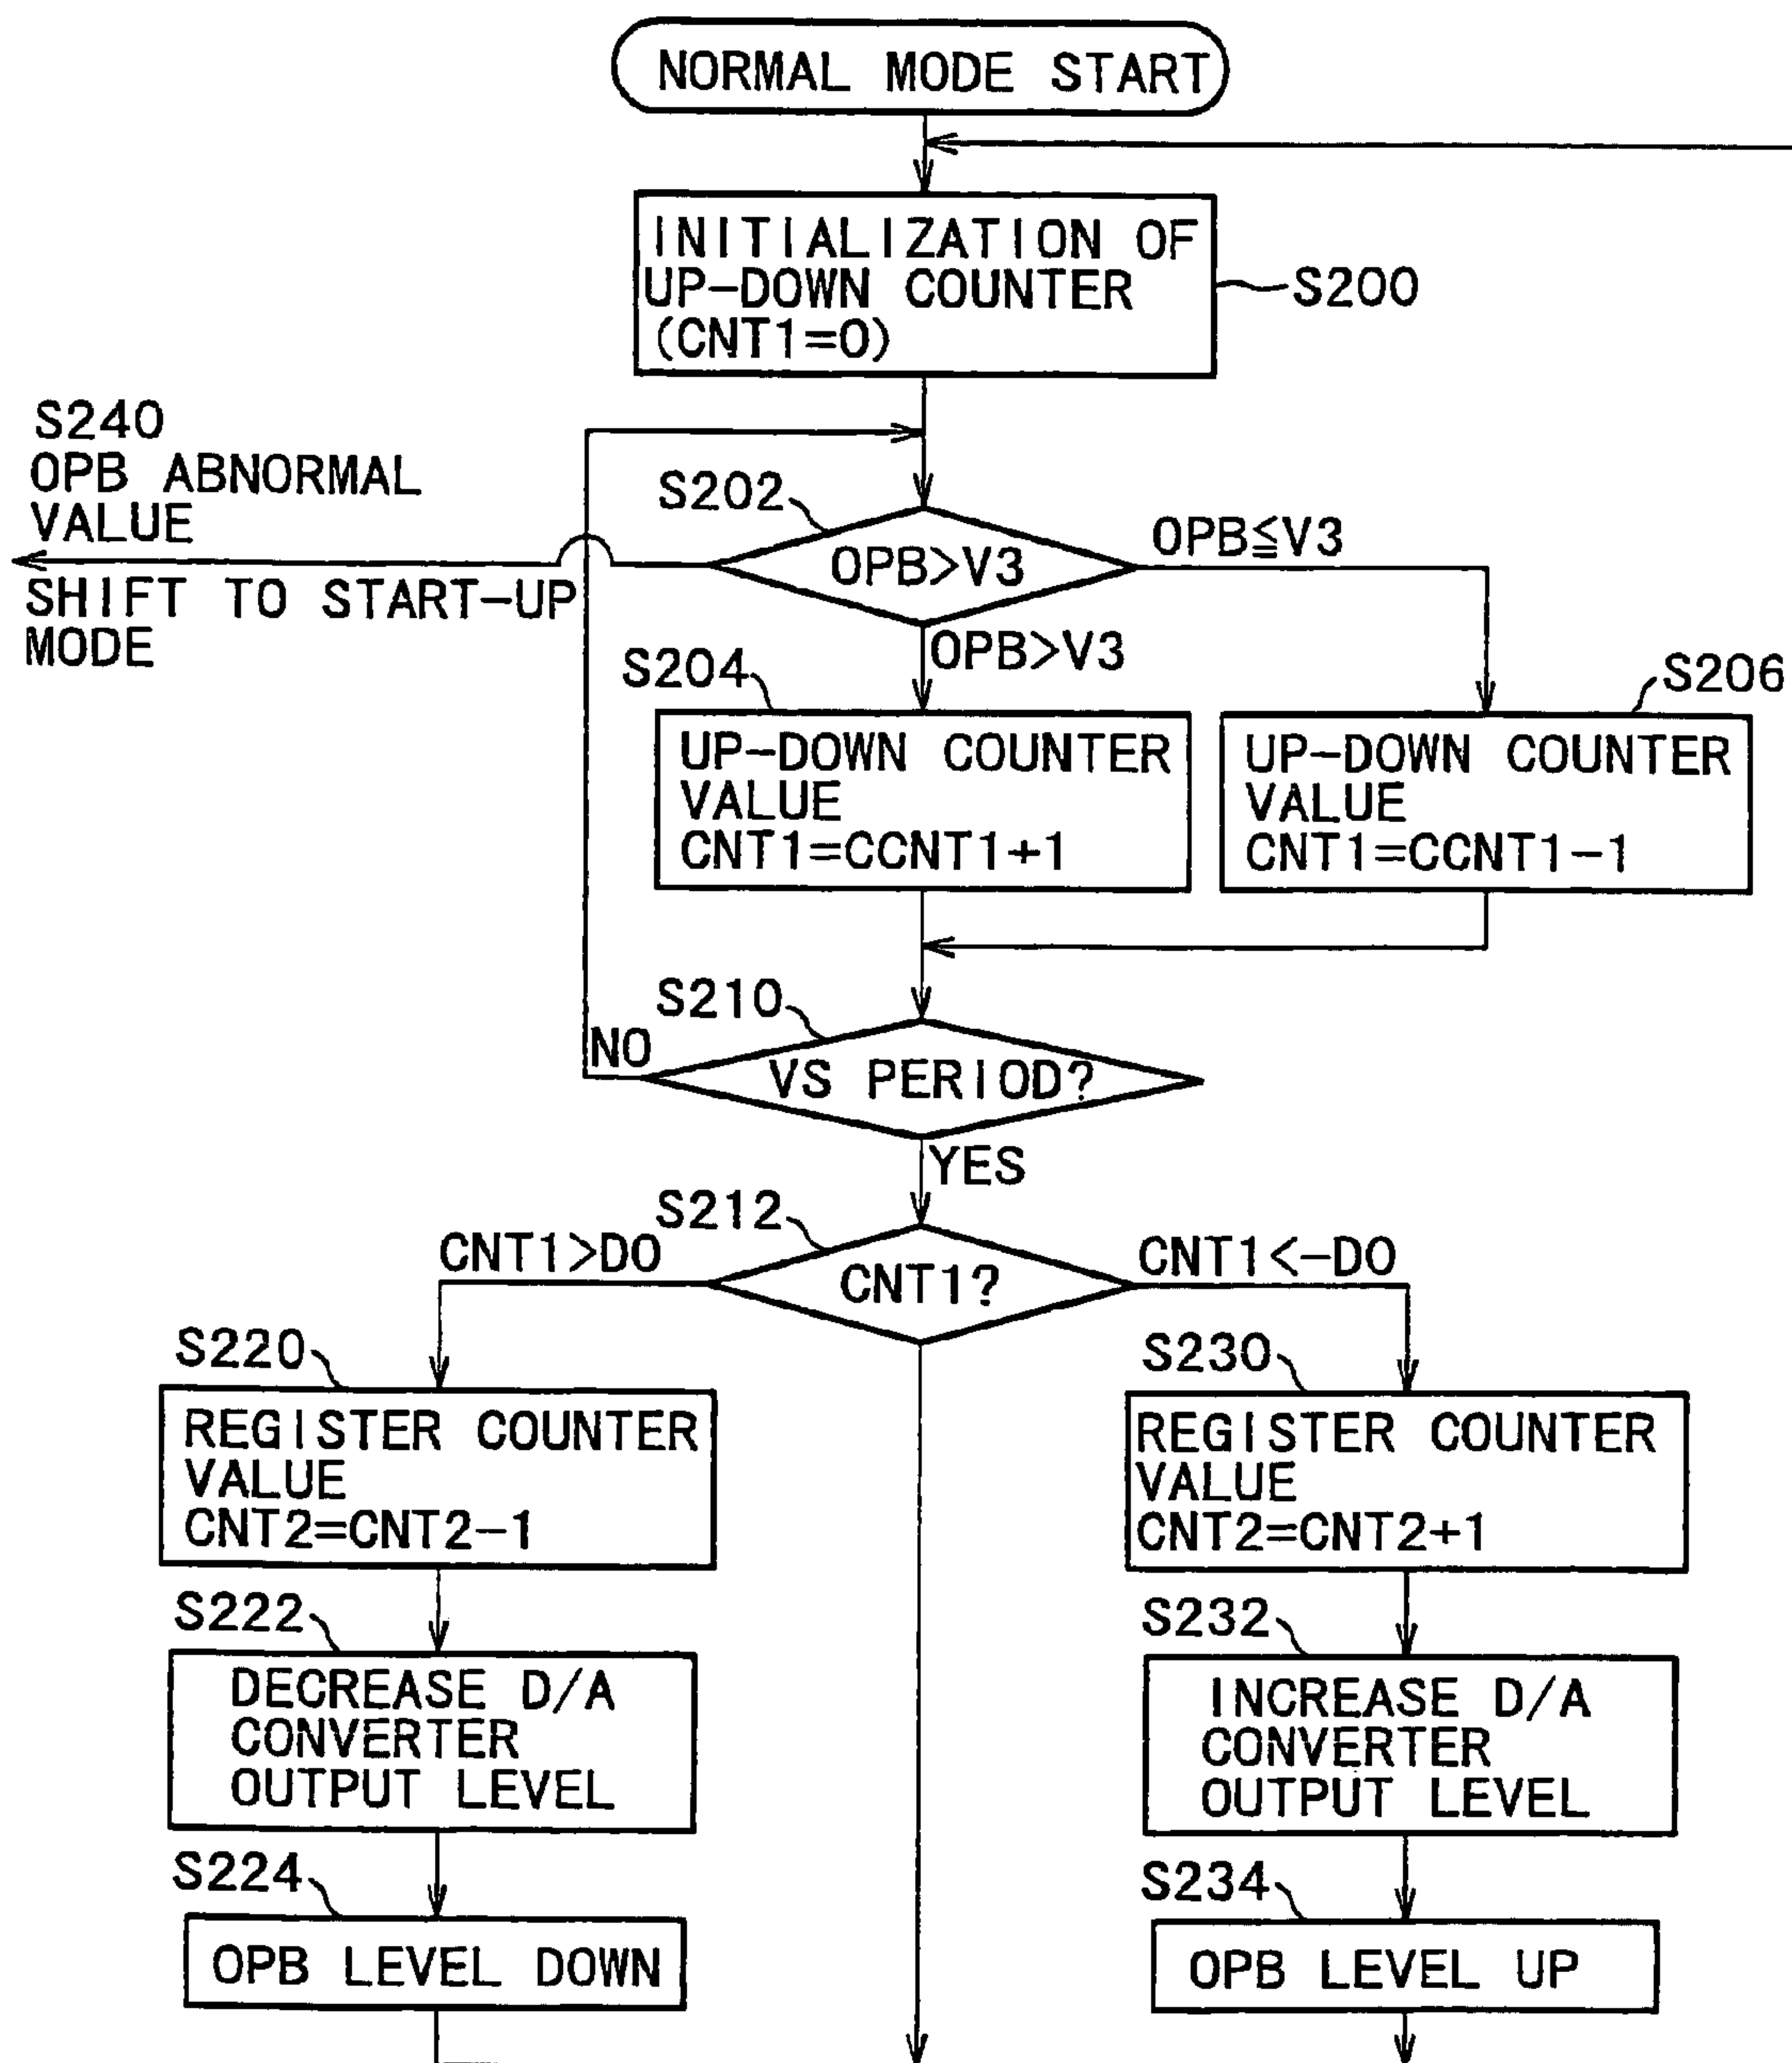 NORMAL MODE START
INITIALIZATION OF
UP-DOWN COUNTER
(CNT1=0)
S200
S240
OPB ABNORMAL
VALUE
SHIFT TO START-UP
MODE
S202
OPB>V3
OPB≦V3
OPB>V3
S204
UP-DOWN COUNTER
VALUE
CNT1=CCNT1+1
S206
UP-DOWN COUNTER
VALUE
CNT1=CCNT1-1
S210
NO
VS PERIOD?
YES
S212
CNT1>D0
CNT1?
CNT1<-D0
S220
REGISTER COUNTER
VALUE
CNT2=CNT2-1
S230
REGISTER COUNTER
VALUE
CNT2=CNT2+1
S222
DECREASE D/A
CONVERTER
OUTPUT LEVEL
S232
INCREASE D/A
CONVERTER
OUTPUT LEVEL
S224
OPB LEVEL DOWN
S234
OPB LEVEL UP